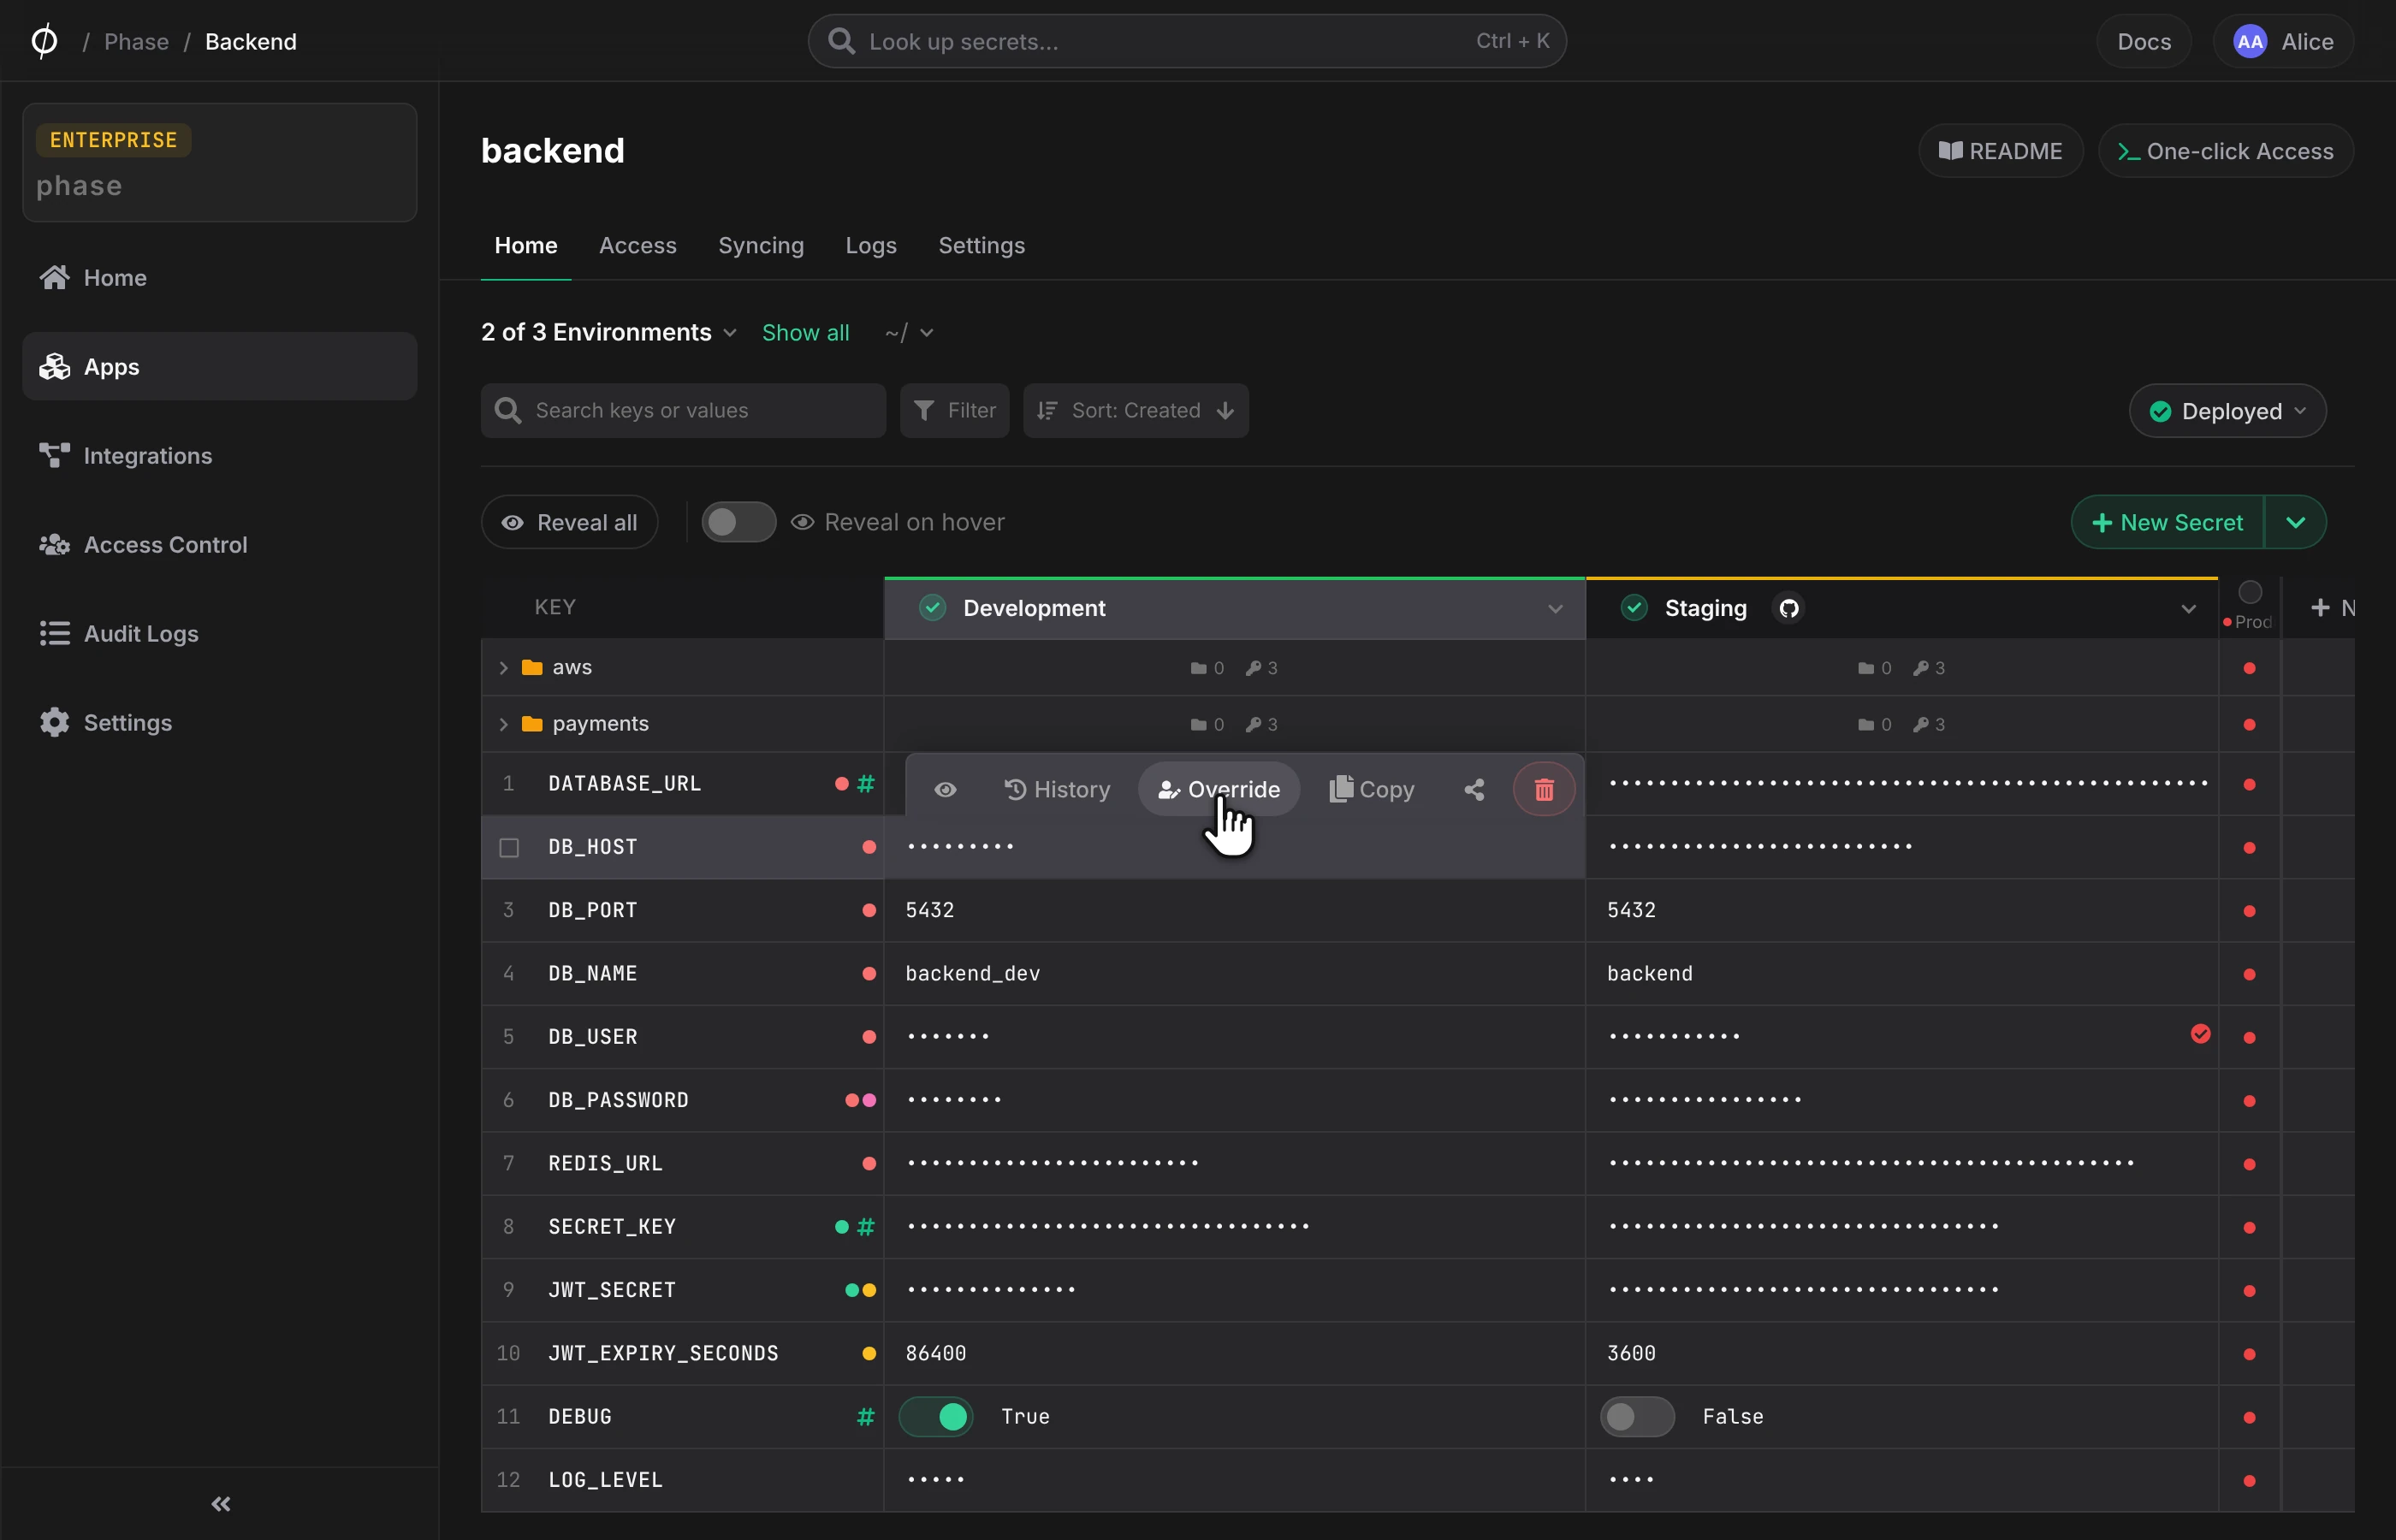 / Phase / Backend
Look up secrets... Ctrl + K
Docs
AA Alice
ENTERPRISE
phase
Home
Apps
Integrations
Access Control
Audit Logs
Settings
backend
README
One-click Access
Home Access Syncing Logs Settings
2 of 3 Environments Show all ~/
Search keys or values Filter Sort: Created
Deployed
Reveal all Reveal on hover
+ New Secret
KEY Development Staging Prod + N
aws 0 3 0 3
payments 0 3 0 3
1 DATABASE_URL # History Override Copy
DB_HOST
3 DB_PORT 5432 5432
4 DB_NAME backend_dev backend
5 DB_USER
6 DB_PASSWORD
7 REDIS_URL
8 SECRET_KEY #
9 JWT_SECRET
10 JWT_EXPIRY_SECONDS 86400 3600
11 DEBUG # True False
12 LOG_LEVEL